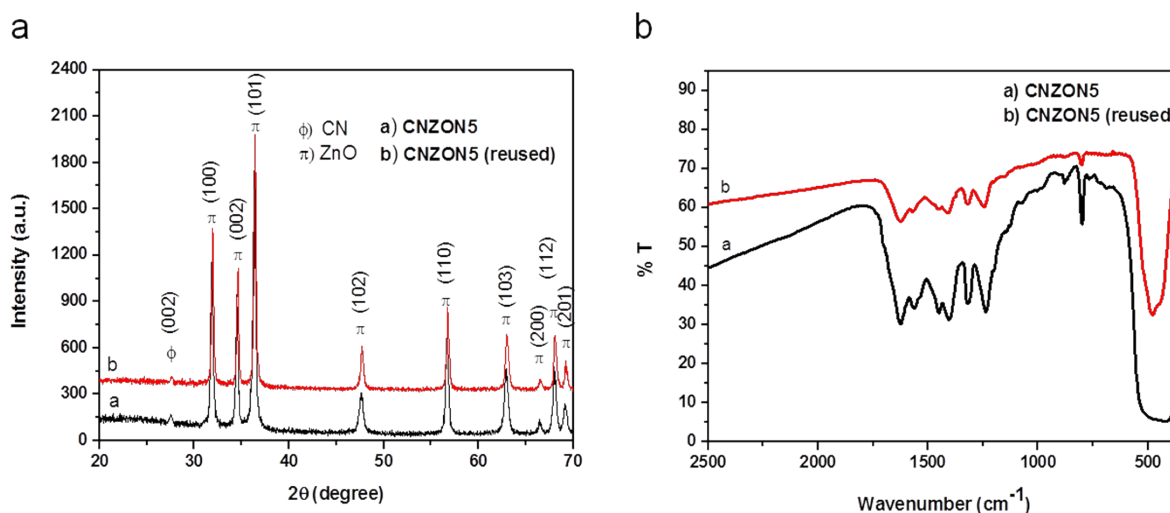 a
2400
2100
1800
1500
1200
900
600
300
0
Intensity (a.u.)
20 30 40 50 60 70
2θ (degree)
ϕ) CN a) CNZON5
π) ZnO b) CNZON5 (reused)
(002)
ϕ
(100)
π
(002)
π
(101)
π
(102)
π
(110)
π
(103)
π
(200)
π
(112)
π
(201)
π
b
a
b
90
80
70
60
50
40
30
20
10
0
% T
2500 2000 1500 1000 500
Wavenumber (cm⁻¹)
a) CNZON5
b) CNZON5 (reused)
b
a